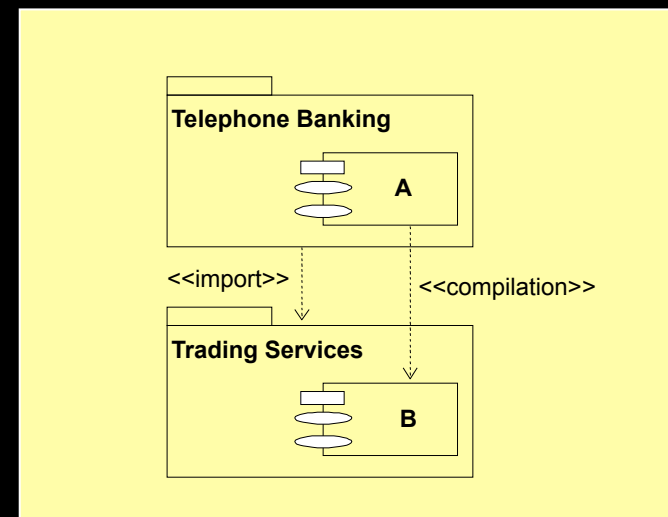 Telephone Banking
A
<<import>>
<<compilation>>
Trading Services
B